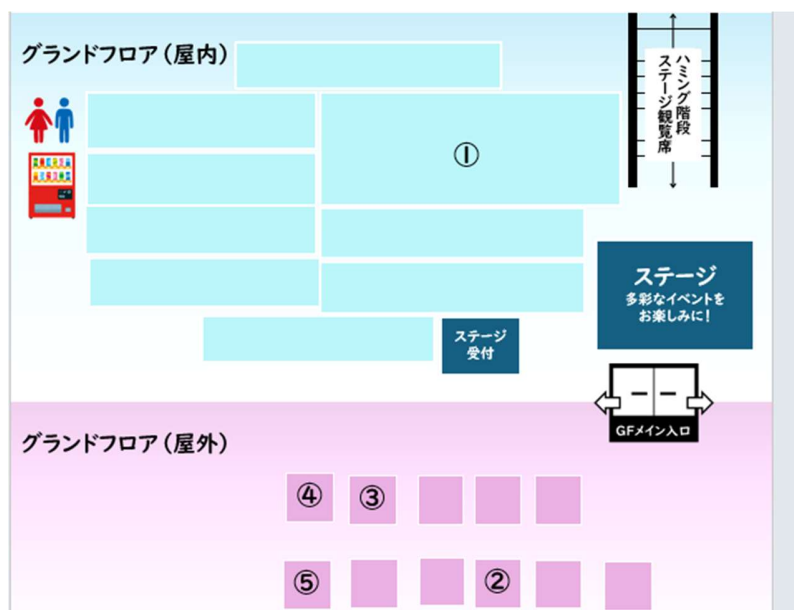 グランドフロア(屋内)
ハミング階段
ステージ観覧席
①
ステージ
多彩なイベントを
お楽しみに!
ステージ
受付
GFメイン入口
グランドフロア(屋外)
④ ③
⑤ ②